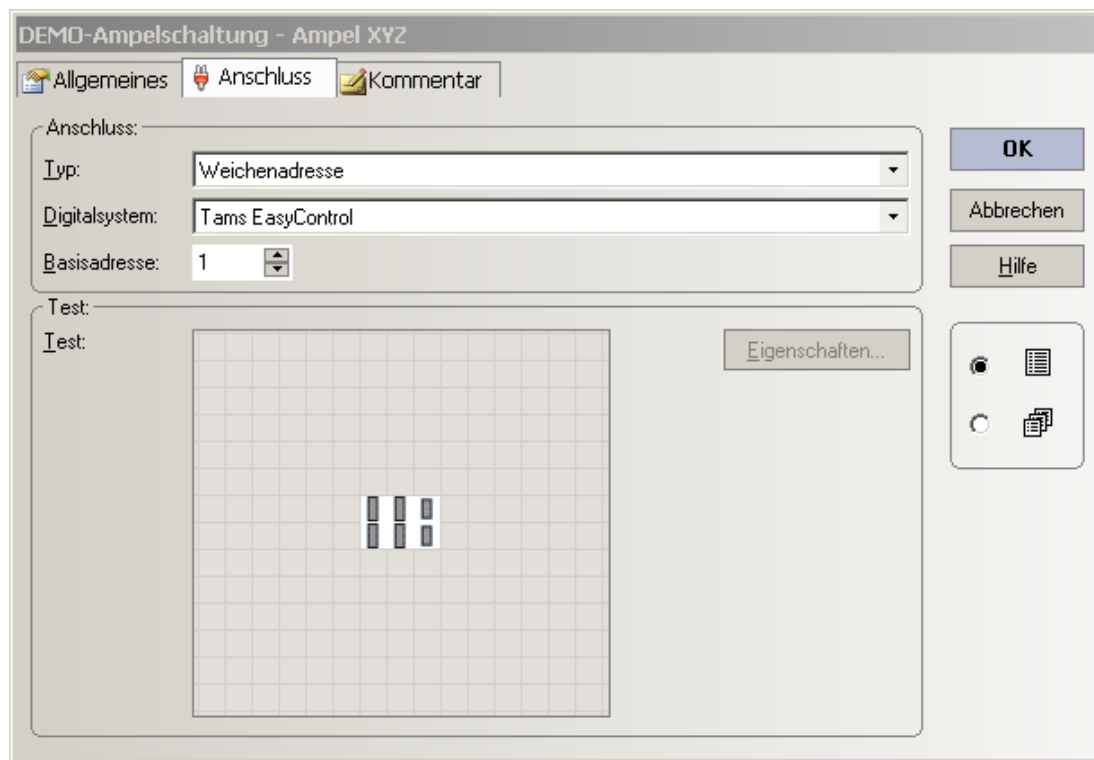 DEMO-Ampelschaltung - Ampel XYZ
Allgemeines Anschluss Kommentar
Anschluss:
Typ: Weichenadresse
Digitalsystem: Tams EasyControl
Basisadresse: 1
OK
Abbrechen
Hilfe
Test:
Test:
Eigenschaften...